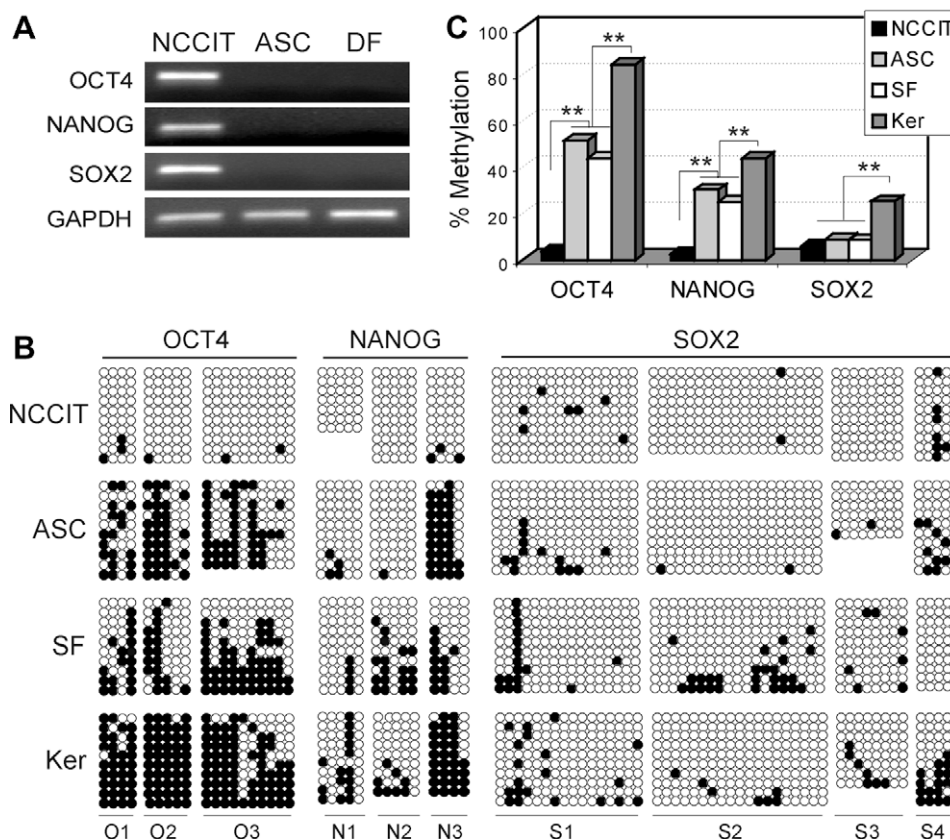 A
NCCIT ASC DF
OCT4
NANOG
SOX2
GAPDH
C
% Methylation
100
80
60
40
20
0
** ** ** ** **
OCT4 NANOG SOX2
NCCIT
ASC
SF
Ker
B
OCT4 NANOG SOX2
NCCIT
ASC
SF
Ker
O1 O2 O3 N1 N2 N3 S1 S2 S3 S4